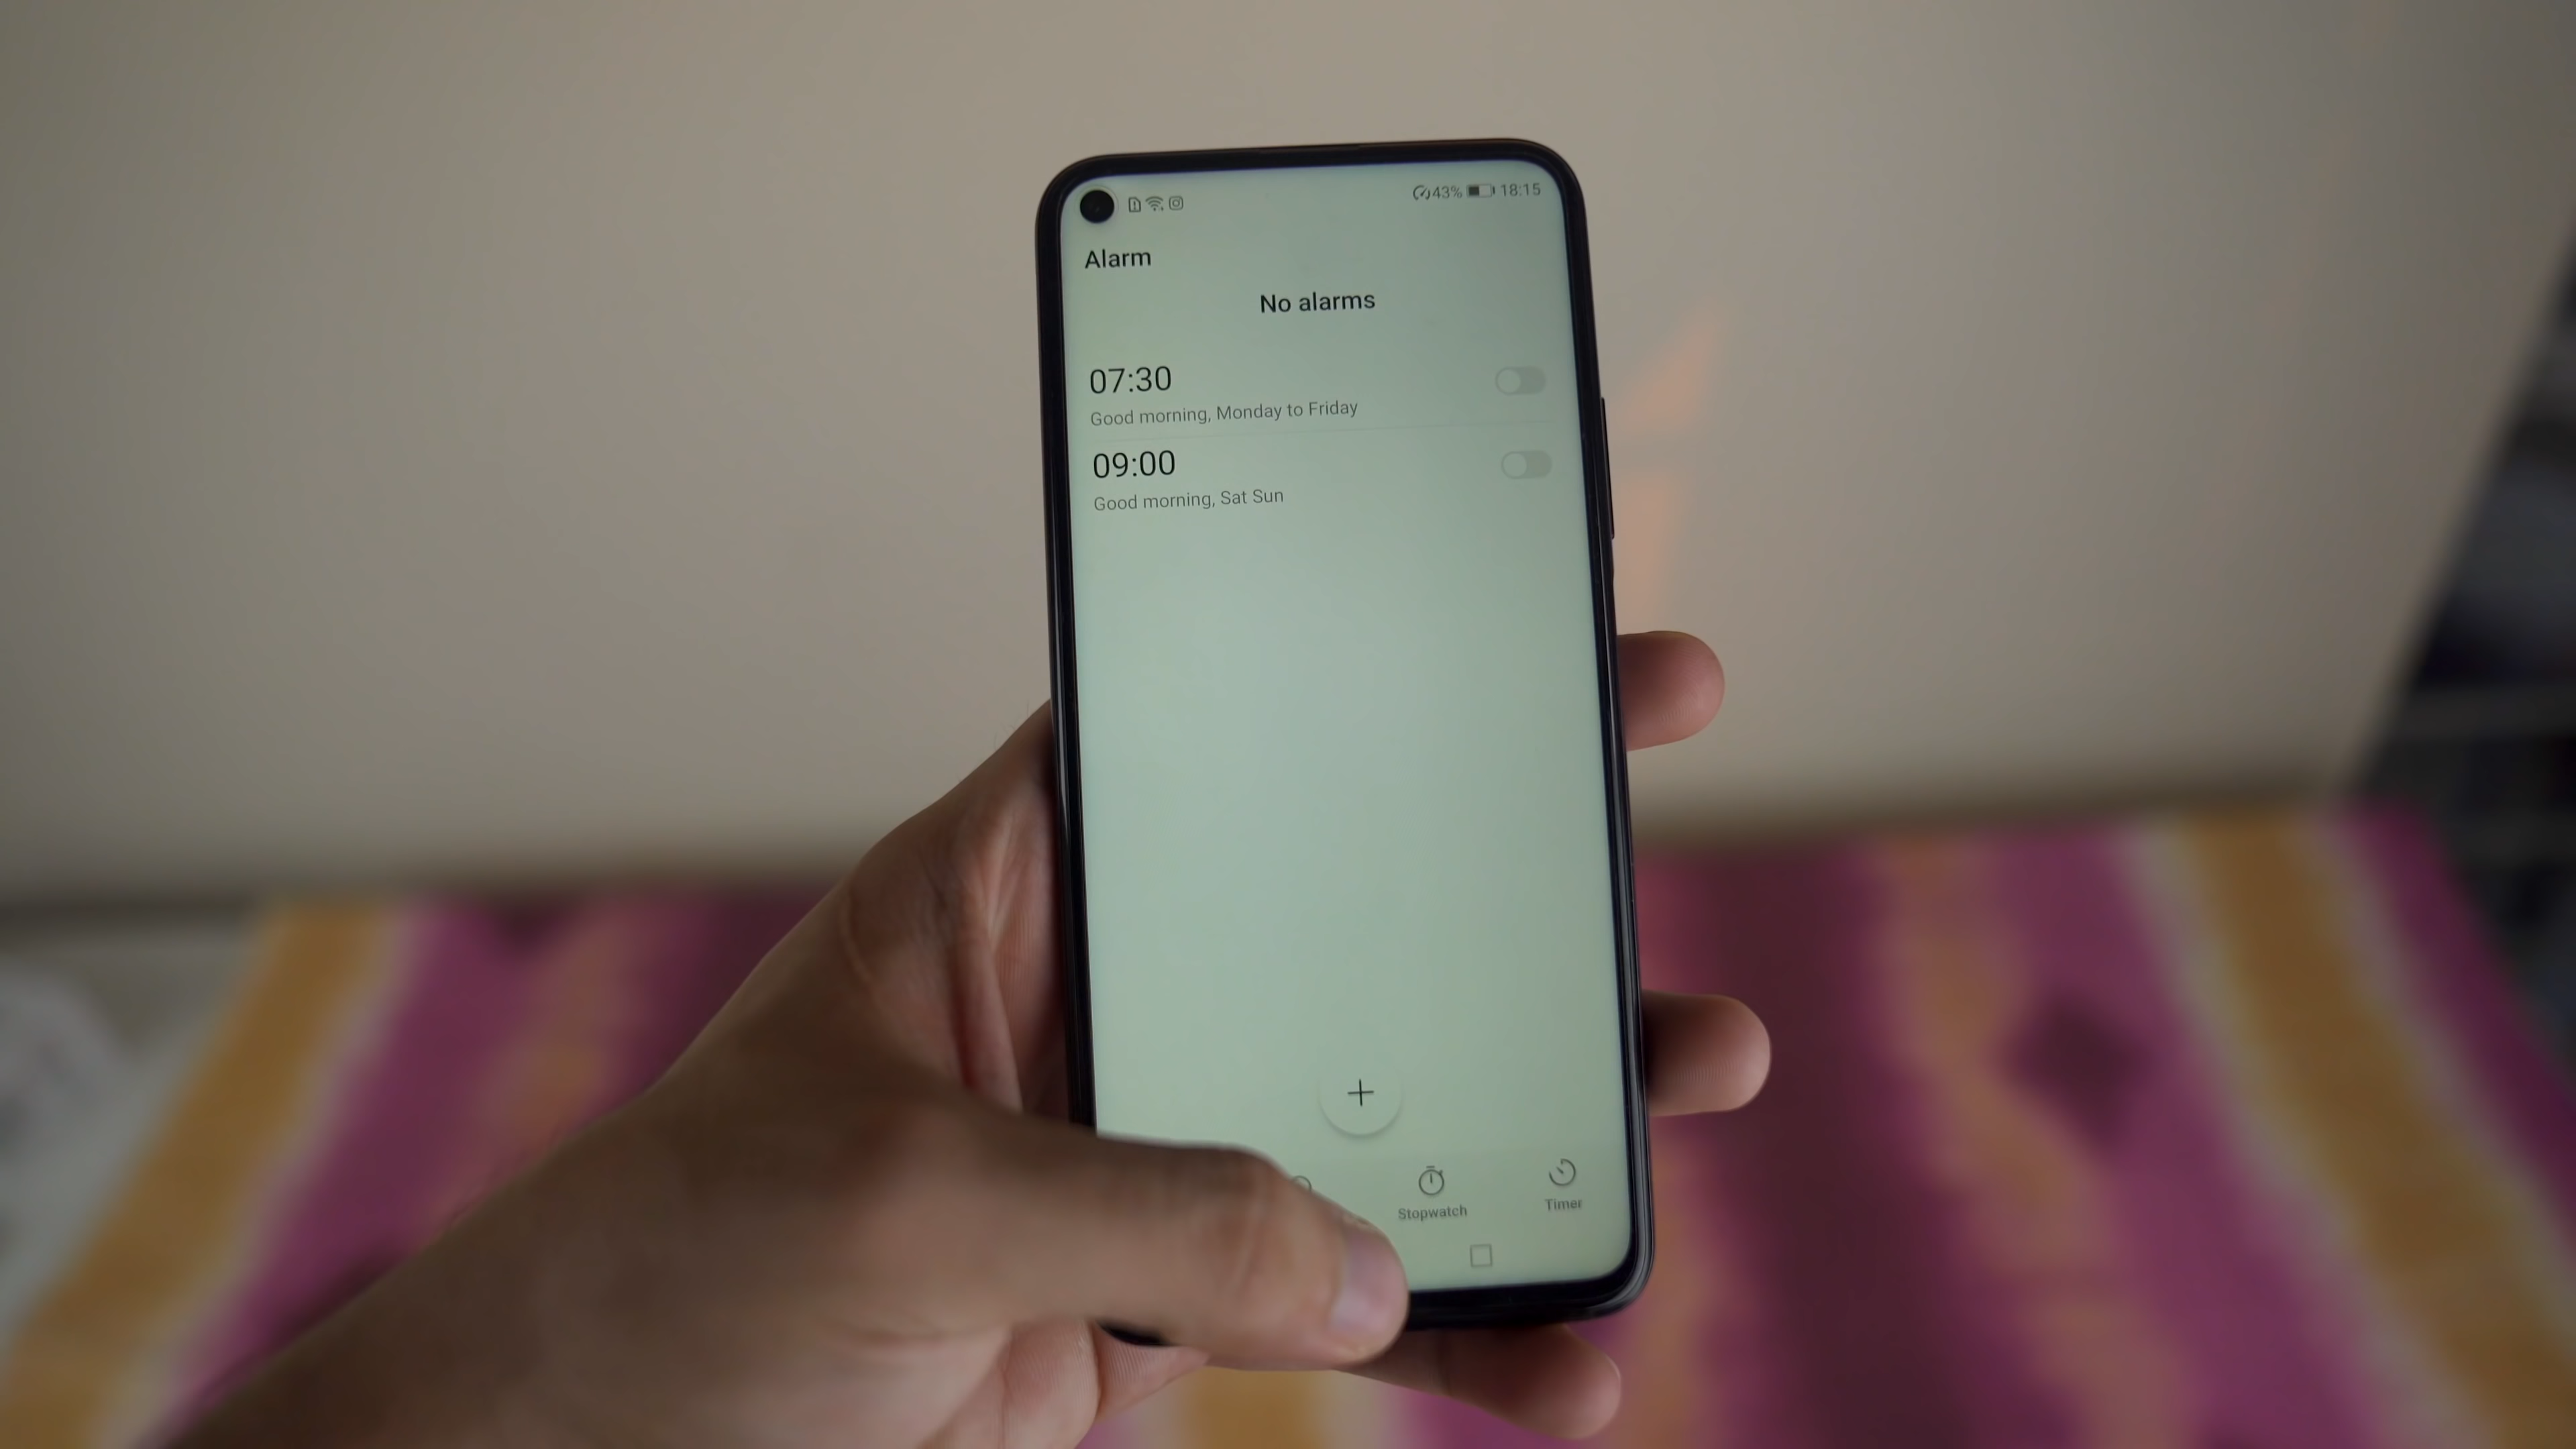 43% 18:15
Alarm
No alarms
07:30
Good morning, Monday to Friday
09:00
Good morning, Sat Sun
Stopwatch
Timer